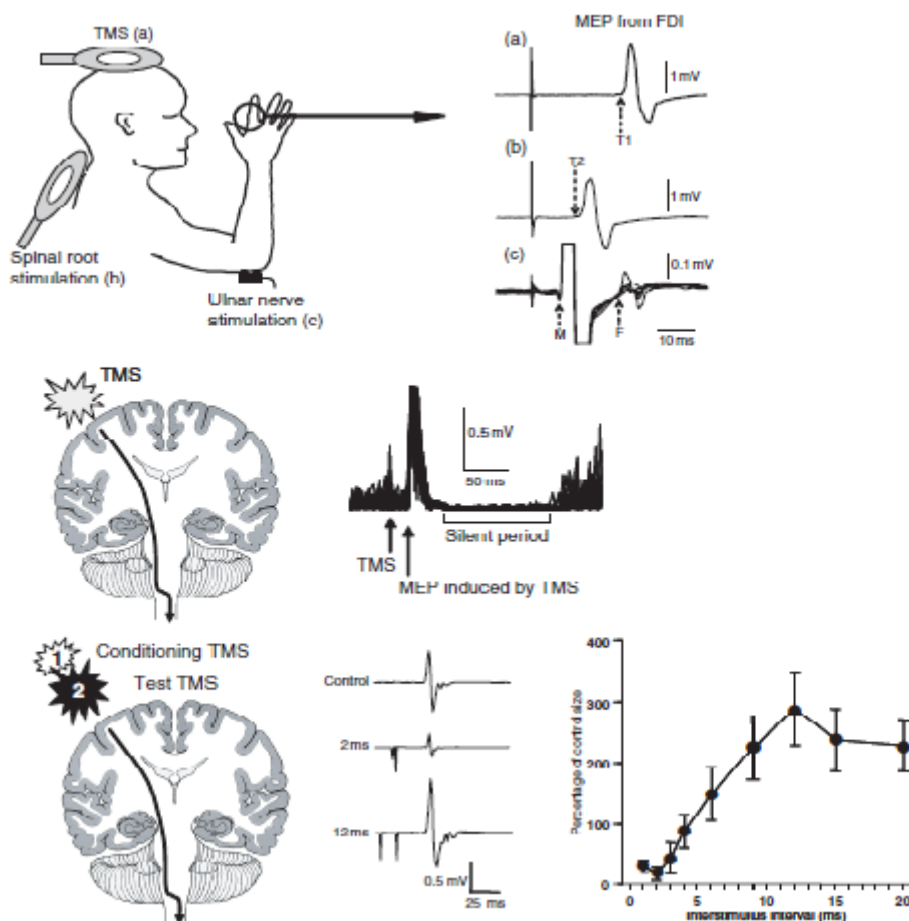 TMS (a)
MEP from FDI
(a)
1 mV
T1
(b)
T2
1 mV
(c)
0.1 mV
M
F
10 ms
Spinal root
stimulation (b)
Ulnar nerve
stimulation (c)
TMS
0.5 mV
50 ms
Silent period
TMS
MEP induced by TMS
1
2
Conditioning TMS
Test TMS
Control
2ms
12ms
0.5 mV
25 ms
Percentage of control size
400
300
200
100
0
0 5 10 15 20
Interstimulus interval (ms)